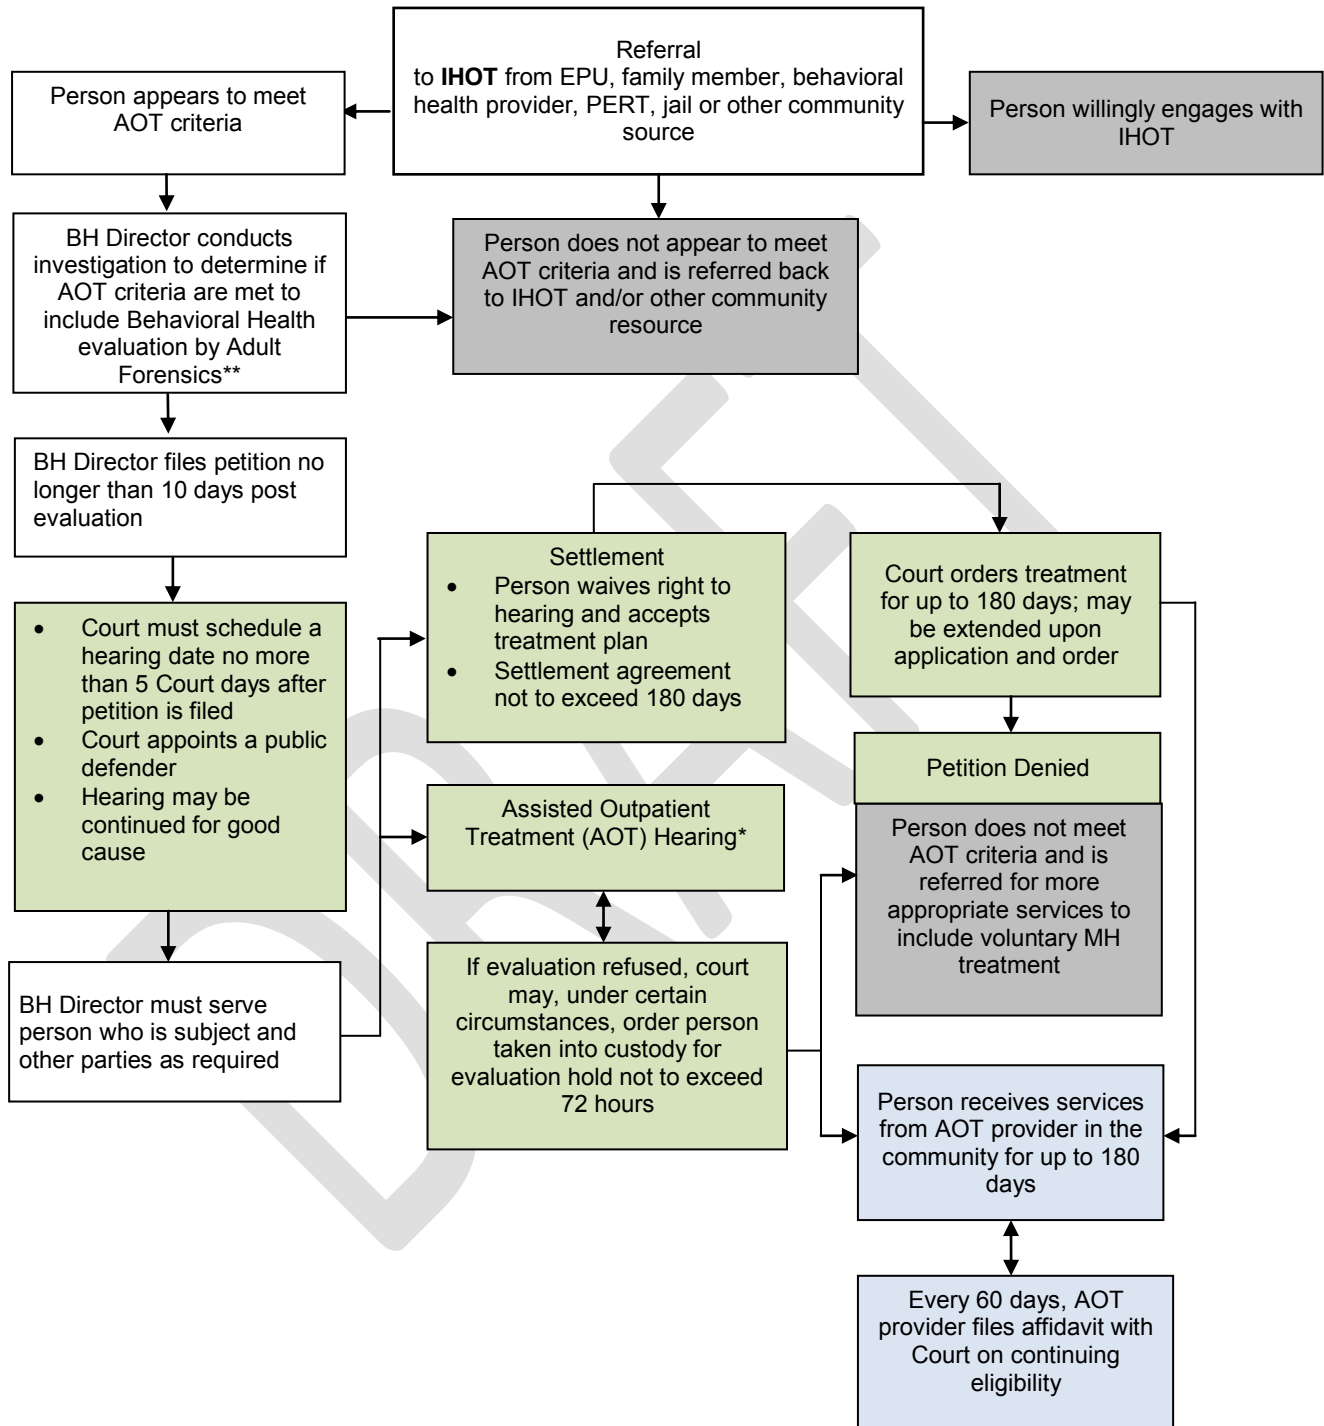 Referral
to IHOT from EPU, family member, behavioral
health provider, PERT, jail or other community
source
Person appears to meet
AOT criteria
Person willingly engages with
IHOT
BH Director conducts
investigation to determine if
AOT criteria are met to
include Behavioral Health
evaluation by Adult
Forensics**
Person does not appear to meet
AOT criteria and is referred back
to IHOT and/or other community
resource
BH Director files petition no
longer than 10 days post
evaluation
• Court must schedule a
hearing date no more
than 5 Court days after
petition is filed
• Court appoints a public
defender
• Hearing may be
continued for good
cause
BH Director must serve
person who is subject and
other parties as required
Settlement
• Person waives right to
hearing and accepts
treatment plan
• Settlement agreement
not to exceed 180 days
Assisted Outpatient
Treatment (AOT) Hearing*
If evaluation refused, court
may, under certain
circumstances, order person
taken into custody for
evaluation hold not to exceed
72 hours
Court orders treatment
for up to 180 days; may
be extended upon
application and order
Petition Denied
Person does not meet
AOT criteria and is
referred for more
appropriate services to
include voluntary MH
treatment
Person receives services
from AOT provider in the
community for up to 180
days
Every 60 days, AOT
provider files affidavit with
Court on continuing
eligibility
DRAFT